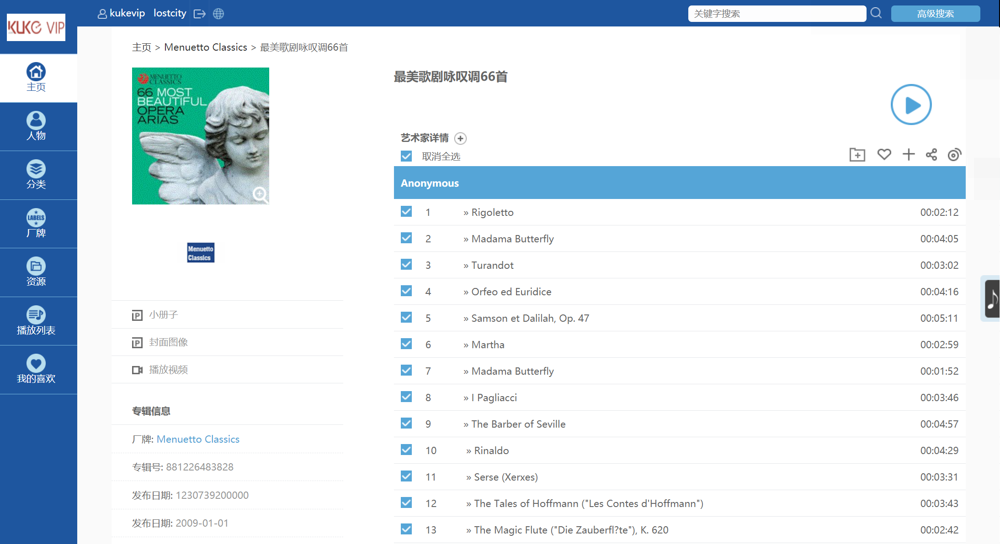 KUKE VIP
kukevip lostcity
关键字搜索
高级搜索
主页
人物
分类
LABELS
厂牌
资源
播放列表
我的喜欢
主页 > Menuetto Classics > 最美歌剧咏叹调66首
MENUETTO
CLASSICS
66 MOST
BEAUTIFUL
OPERA
ARIAS
Menuetto
Classics
小册子
封面图像
播放视频
专辑信息
厂牌: Menuetto Classics
专辑号: 881226483828
发布日期: 1230739200000
发布日期: 2009-01-01
最美歌剧咏叹调66首
艺术家详情
取消全选
Anonymous
1 » Rigoletto 00:02:12
2 » Madama Butterfly 00:04:05
3 » Turandot 00:03:02
4 » Orfeo ed Euridice 00:04:16
5 » Samson et Dalilah, Op. 47 00:05:11
6 » Martha 00:02:59
7 » Madama Butterfly 00:01:52
8 » I Pagliacci 00:03:46
9 » The Barber of Seville 00:04:57
10 » Rinaldo 00:04:29
11 » Serse (Xerxes) 00:03:31
12 » The Tales of Hoffmann ("Les Contes d'Hoffmann") 00:03:43
13 » The Magic Flute ("Die Zauberfl?te"), K. 620 00:02:42